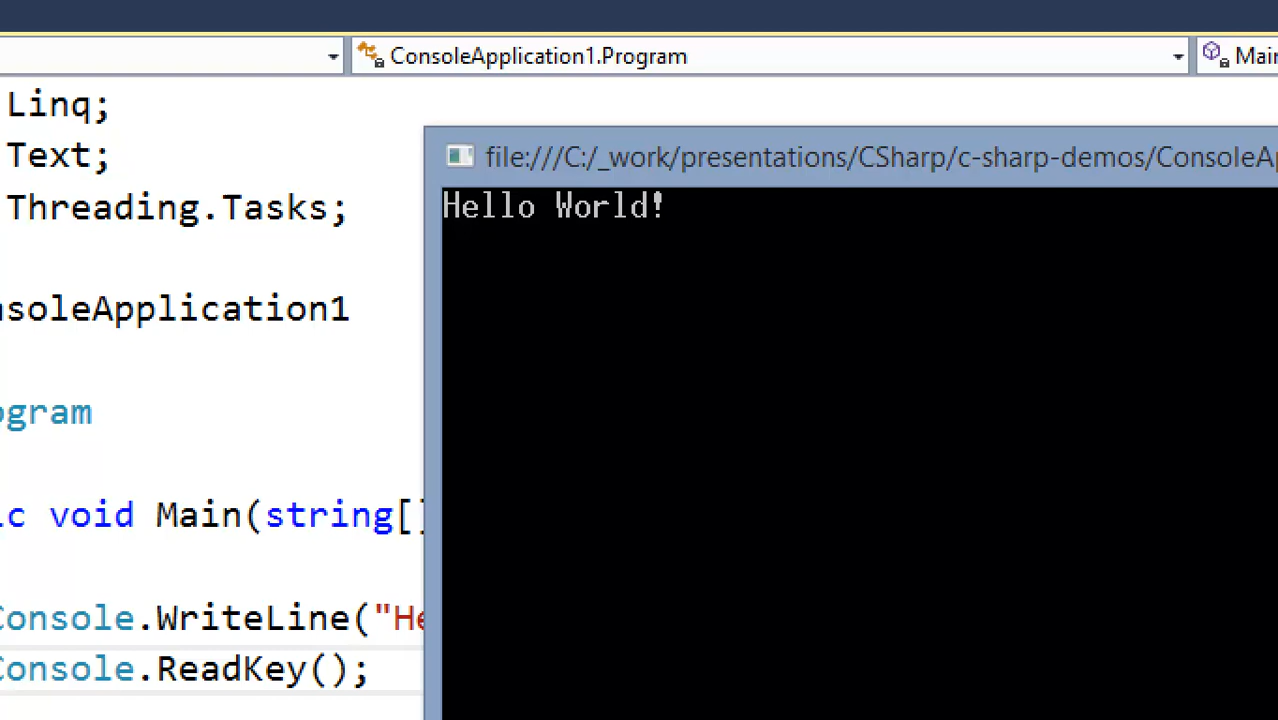 ConsoleApplication1.Program
Main
Linq;
Text;
Threading.Tasks;
file:///C:/_work/presentations/CSharp/c-sharp-demos/ConsoleAp
Hello World!
nsoleApplication1
ogram
ic void Main(string[]
Console.WriteLine("He
Console.ReadKey();